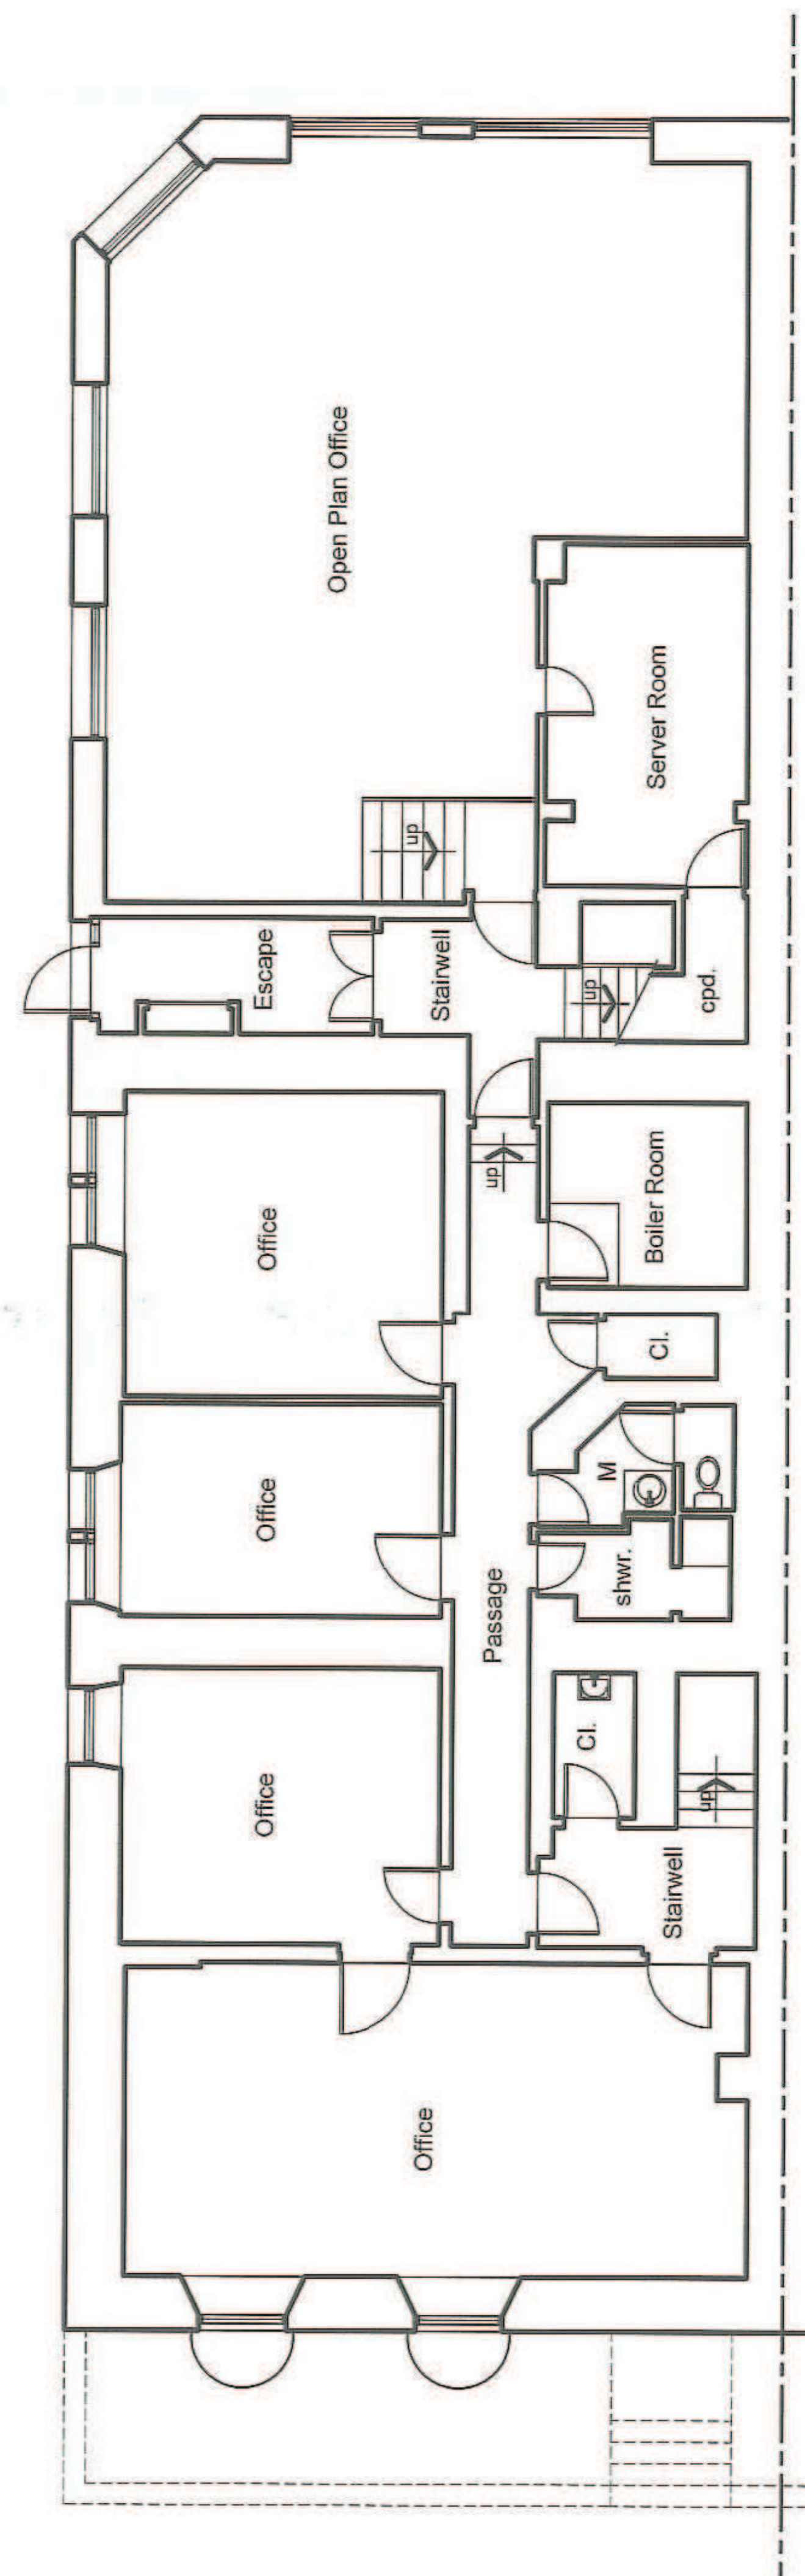 Open Plan Office
up
Server Room
Escape
Stairwell
up
cpd.
Office
up
Boiler Room
Cl.
Office
M
shwr.
Passage
Office
Cl.
up
Stairwell
Office